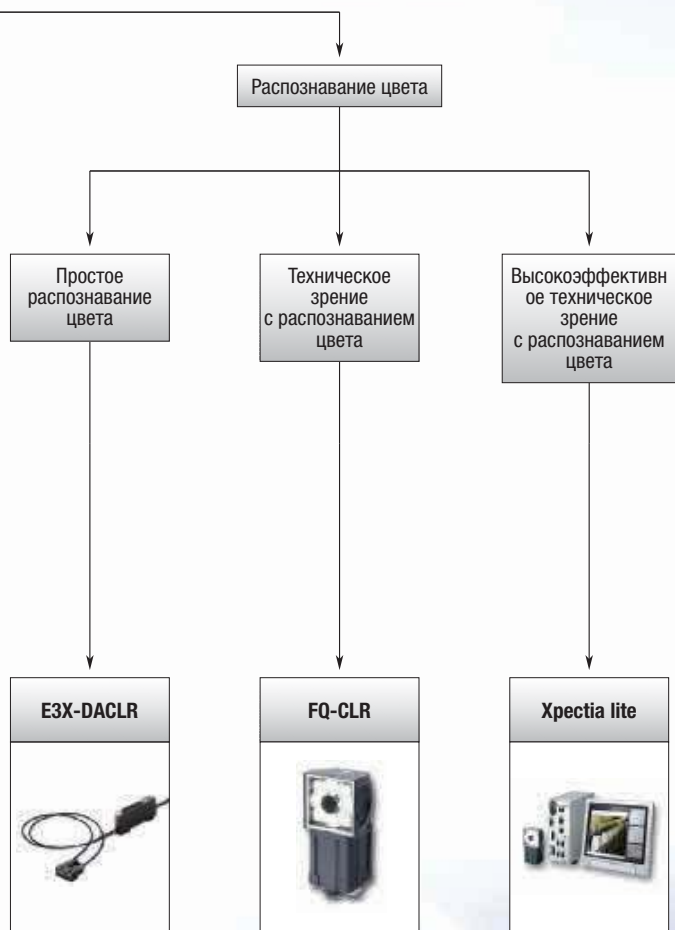 Распознавание цвета
Простое
распознавание
цвета
Техническое
зрение
с распознаванием
цвета
Высокоэффективн
ое техническое
зрение
с распознаванием
цвета
E3X-DACLR
FQ-CLR
Xpectia lite